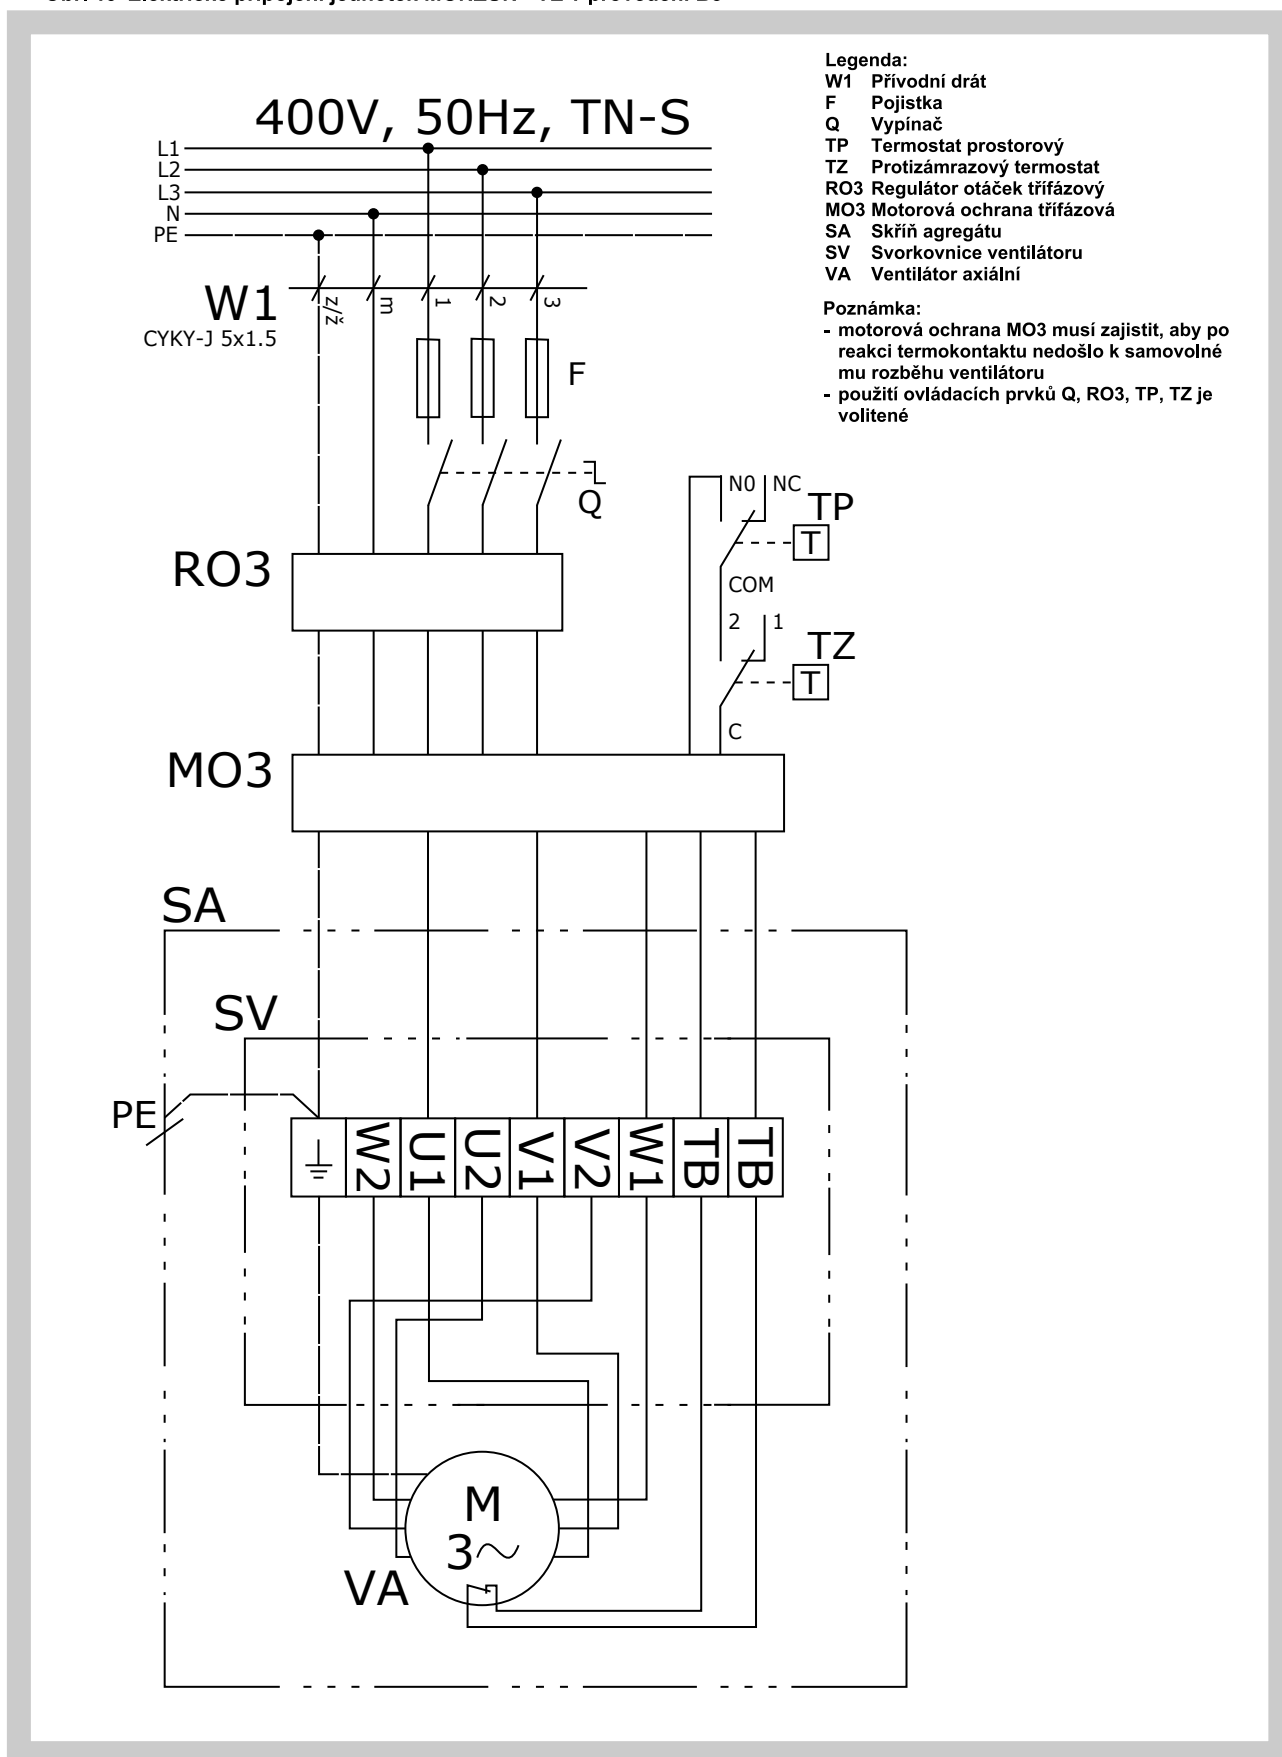 400V, 50Hz, TN-S
L1
L2
L3
N
PE
W1
CYKY-J 5x1.5
z/ž
m
1
2
3
F
Q
RO3
N0
NC
TP
T
COM
2
1
TZ
T
C
MO3
SA
SV
PE
W2
U1
U2
V1
V2
W1
TB
TB
M
3
VA
Legenda:
W1 Přívodní drát
F Pojistka
Q Vypínač
TP Termostat prostorový
TZ Protizámrazový termostat
RO3 Regulátor otáček třífázový
MO3 Motorová ochrana třífázová
SA Skříň agregátu
SV Svorkovnice ventilátoru
VA Ventilátor axiální
Poznámka:
- motorová ochrana MO3 musí zajistit, aby po
reakci termokontaktu nedošlo k samovolné
mu rozběhu ventilátoru
- použití ovládacích prvků Q, RO3, TP, TZ je
volitené